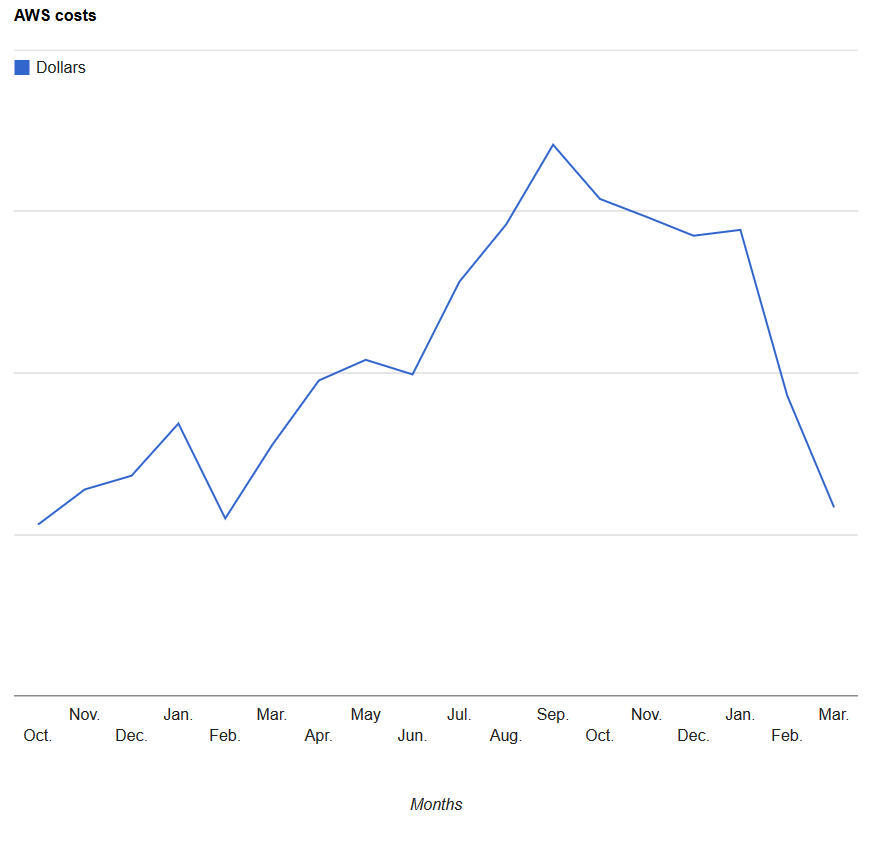 AWS costs
Dollars
Nov. Jan. Mar. May Jul. Sep. Nov. Jan. Mar.
Oct. Dec. Feb. Apr. Jun. Aug. Oct. Dec. Feb.
Months